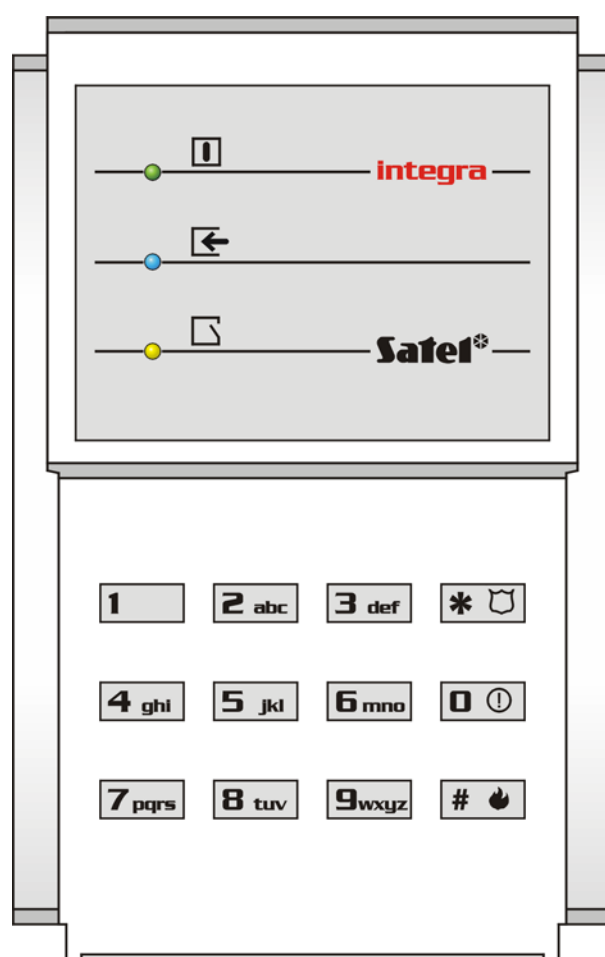 integra
Satel*
1 2 abc 3 def *
4 ghi 5 jkl 6 mno 0 !
7 pqrs 8 tuv 9 wxyz #